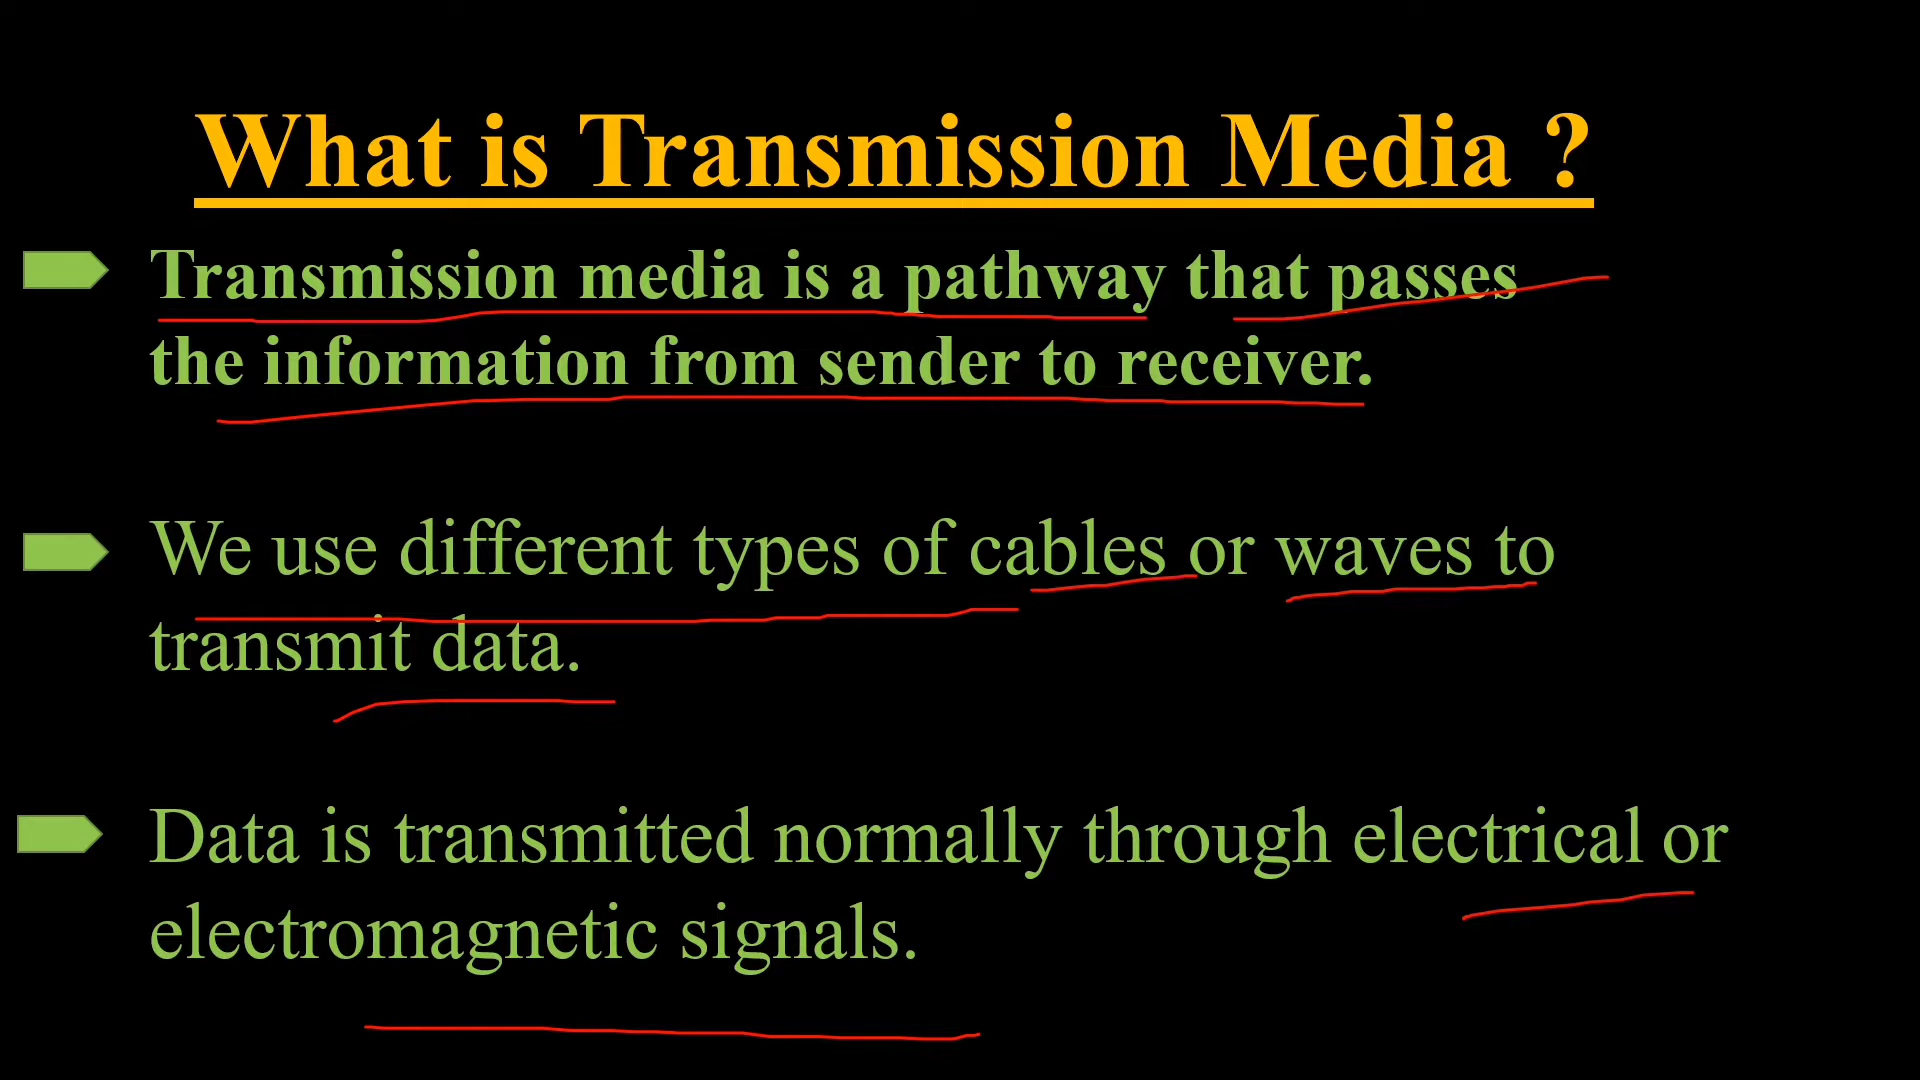 What is Transmission Media ?
Transmission media is a pathway that passes
the information from sender to receiver.
We use different types of cables or waves to
transmit data.
Data is transmitted normally through electrical or
electromagnetic signals.